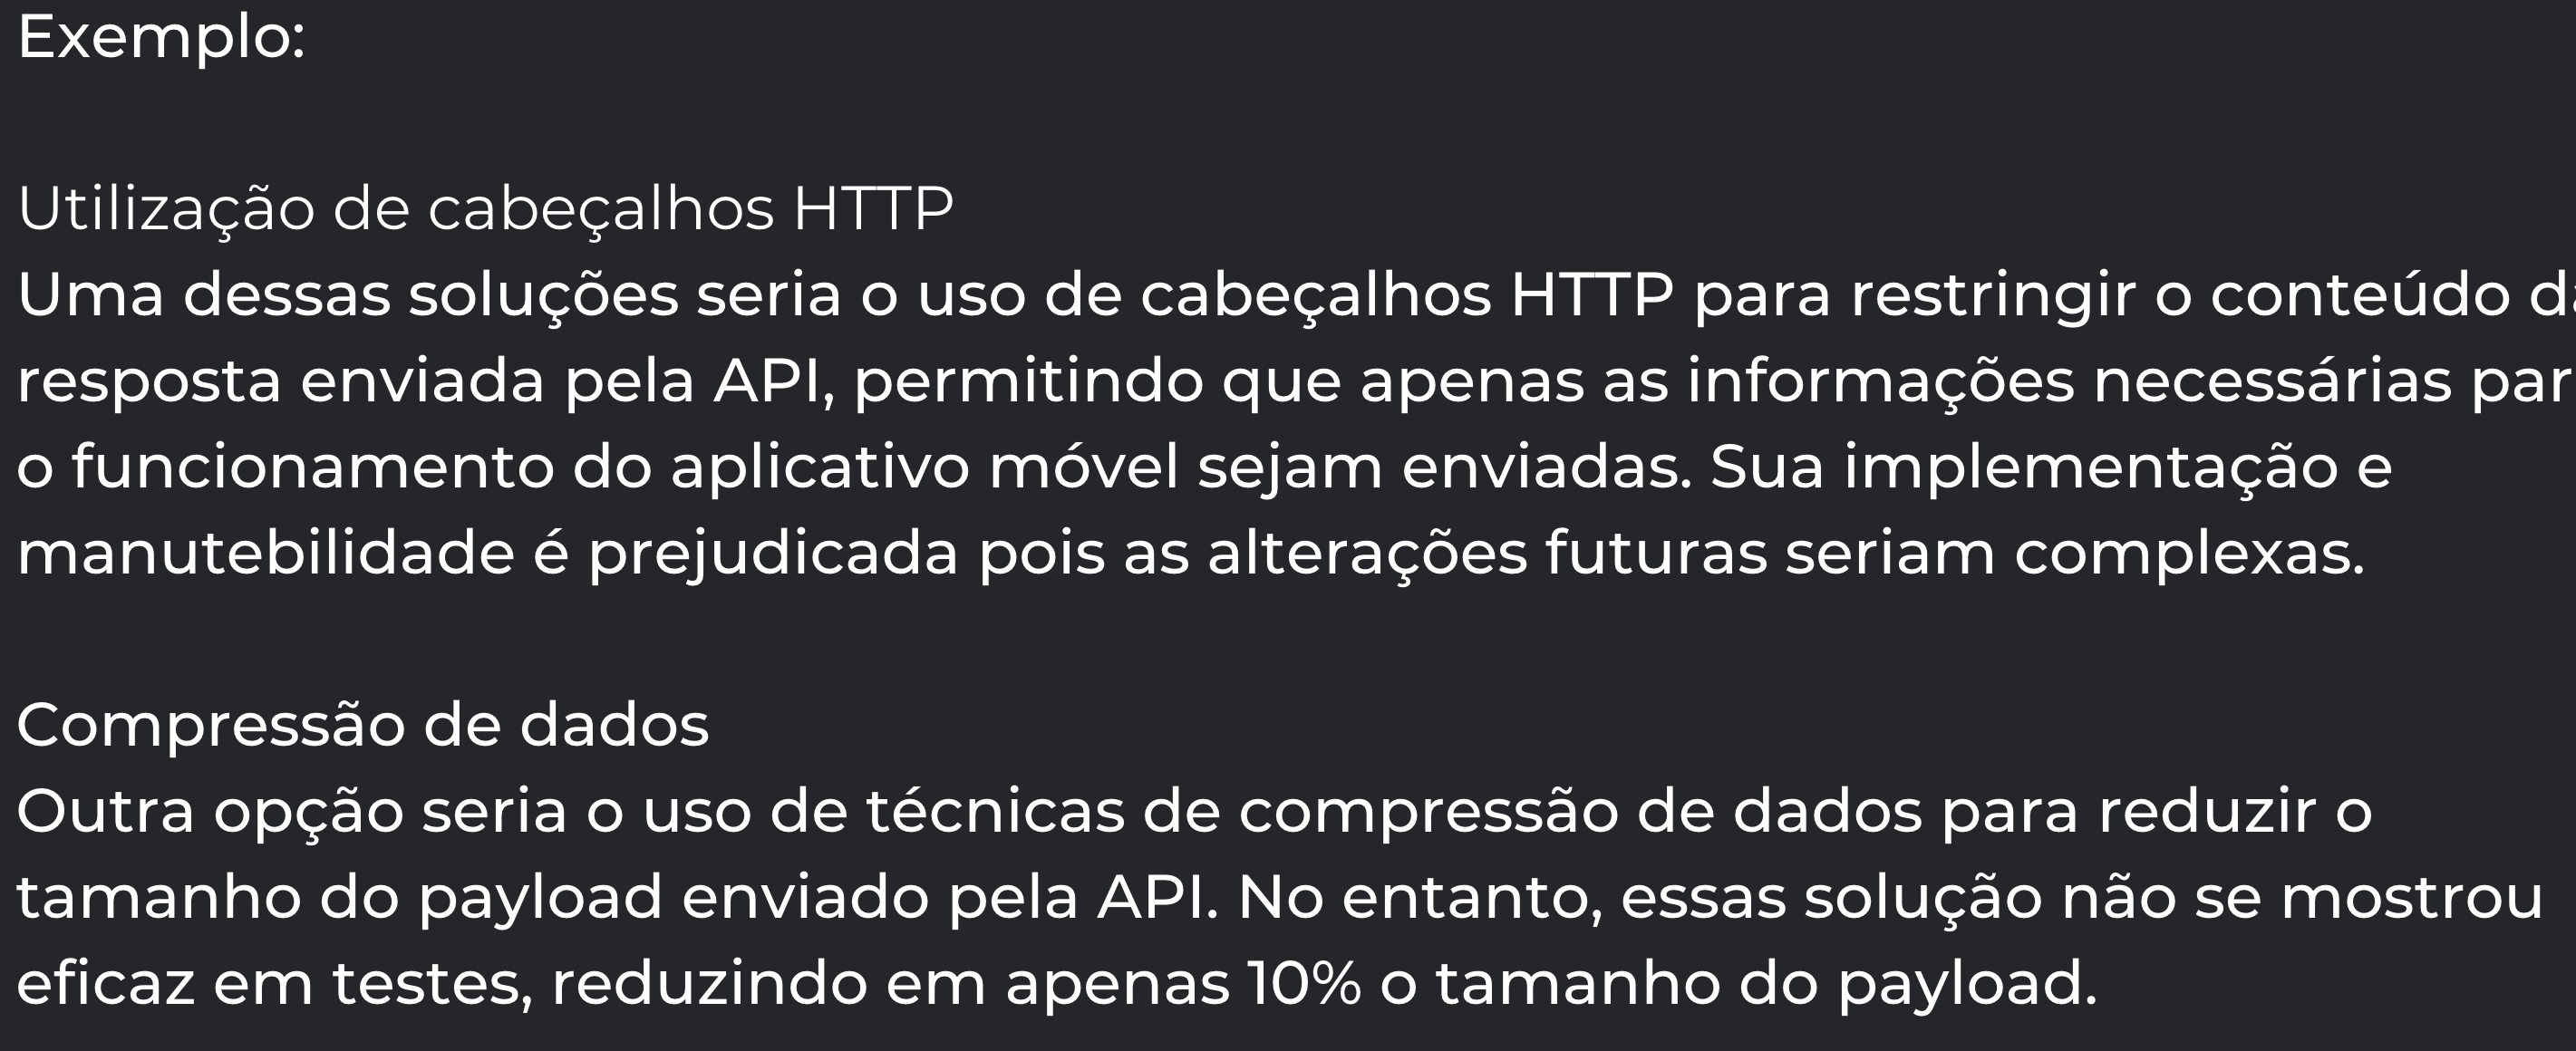 Exemplo:
Utilização de cabeçalhos HTTP
Uma dessas soluções seria o uso de cabeçalhos HTTP para restringir o conteúdo
resposta enviada pela API, permitindo que apenas as informações necessárias
o funcionamento do aplicativo móvel sejam enviadas. Sua implementação e
manutebilidade é prejudicada pois as alterações futuras seriam complexas.
Compressão de dados
Outra opção seria o uso de técnicas de compressão de dados para reduzir o
tamanho do payload enviado pela API. No entanto, essas solução não se mostrou
eficaz em testes, reduzindo em apenas 10% o tamanho do payload.